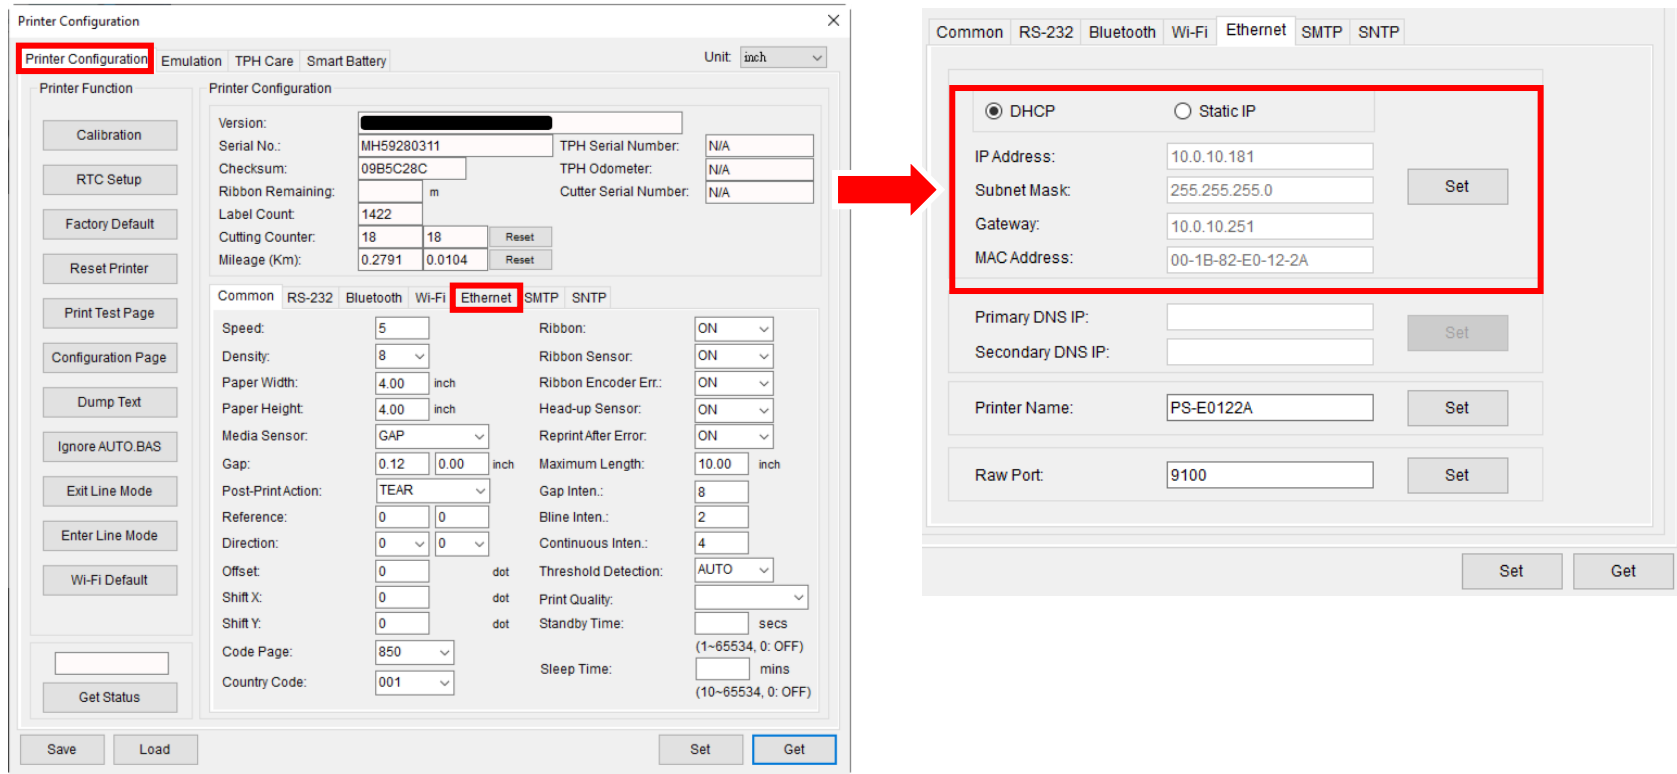 Printer Configuration
Printer Configuration Emulation TPH Care Smart Battery Unit: inch
Printer Function
Calibration
RTC Setup
Factory Default
Reset Printer
Print Test Page
Configuration Page
Dump Text
Ignore AUTO.BAS
Exit Line Mode
Enter Line Mode
Wi-Fi Default
Get Status
Printer Configuration
Version:
Serial No.: MH59280311 TPH Serial Number: N/A
Checksum: 09B5C28C TPH Odometer: N/A
Ribbon Remaining: m Cutter Serial Number: N/A
Label Count: 1422
Cutting Counter: 18 18 Reset
Mileage (Km): 0.2791 0.0104 Reset
Common RS-232 Bluetooth Wi-Fi Ethernet SMTP SNTP
Speed: 5 Ribbon: ON
Density: 8 Ribbon Sensor: ON
Paper Width: 4.00 inch Ribbon Encoder Err.: ON
Paper Height: 4.00 inch Head-up Sensor: ON
Media Sensor: GAP Reprint After Error: ON
Gap: 0.12 0.00 inch Maximum Length: 10.00 inch
Post-Print Action: TEAR Gap Inten.: 8
Reference: 0 0 Bline Inten.: 2
Direction: 0 0 Continuous Inten.: 4
Offset: 0 dot Threshold Detection: AUTO
Shift X: 0 dot Print Quality:
Shift Y: 0 dot Standby Time: secs
(1~65534, 0: OFF)
Code Page: 850
Sleep Time: mins
Country Code: 001
(10~65534, 0: OFF)
Save Load Set Get
Common RS-232 Bluetooth Wi-Fi Ethernet SMTP SNTP
DHCP Static IP
IP Address: 10.0.10.181
Subnet Mask: 255.255.255.0
Set
Gateway: 10.0.10.251
MAC Address: 00-1B-82-E0-12-2A
Primary DNS IP:
Set
Secondary DNS IP:
Printer Name: PS-E0122A Set
Raw Port: 9100 Set
Set Get